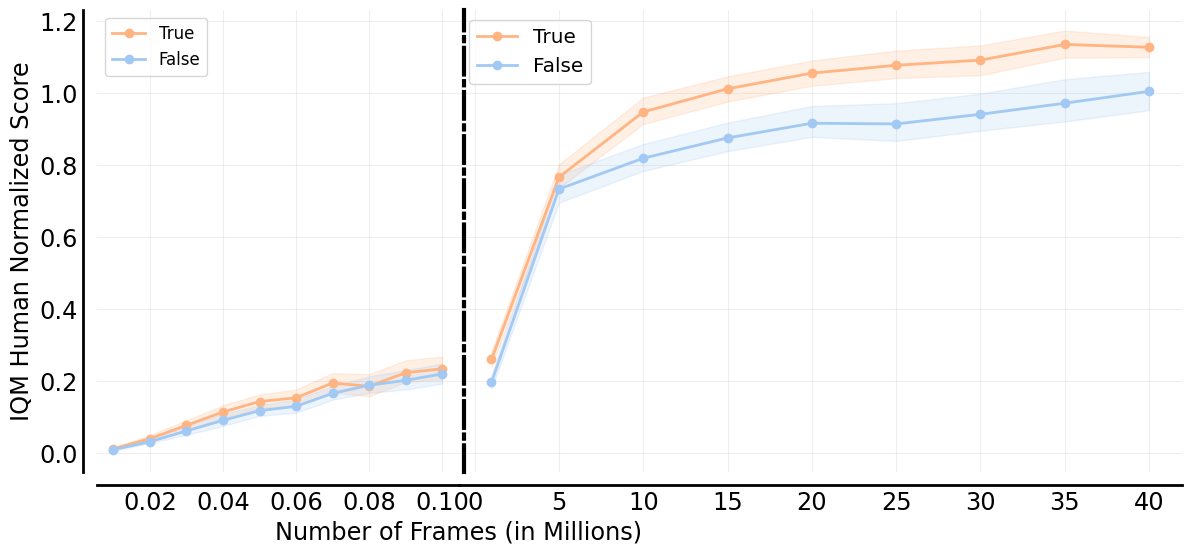 IQM Human Normalized Score
1.2
1.0
0.8
0.6
0.4
0.2
0.0
True
False
True
False
0.02 0.04 0.06 0.08 0.100 0 5 10 15 20 25 30 35 40
Number of Frames (in Millions)